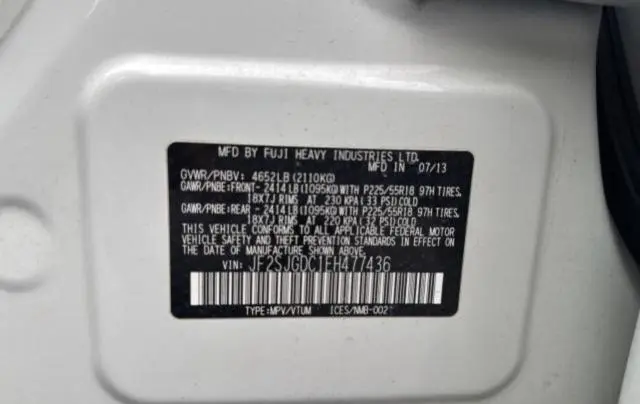 MFD BY FUJI HEAVY INDUSTRIES LTD.
MFD IN 07/13
GVWR/PNBV: 4652LB(2110KG)
GAWR/PNBE:FRONT-2414LB(1095KG)WITH P225/55R18 97H TIRES,
18X7J RIMS AT 230 KPA(33 PSI)COLD
GAWR/PNBE:REAR -2414LB(1095KG)WITH P225/55R18 97H TIRES,
18X7J RIMS AT 220 KPA(32 PSI)COLD
THIS VEHICLE CONFORMS TO ALL APPLICABLE FEDERAL MOTOR
VEHICLE SAFETY AND BUMPER STANDARDS IN EFFECT ON
THE DATE OF MANUFACTURE SHOWN ABOVE.
VIN: JF2SJGDC1EH477436
TYPE:MPV/VTUM ICES/NMB-002